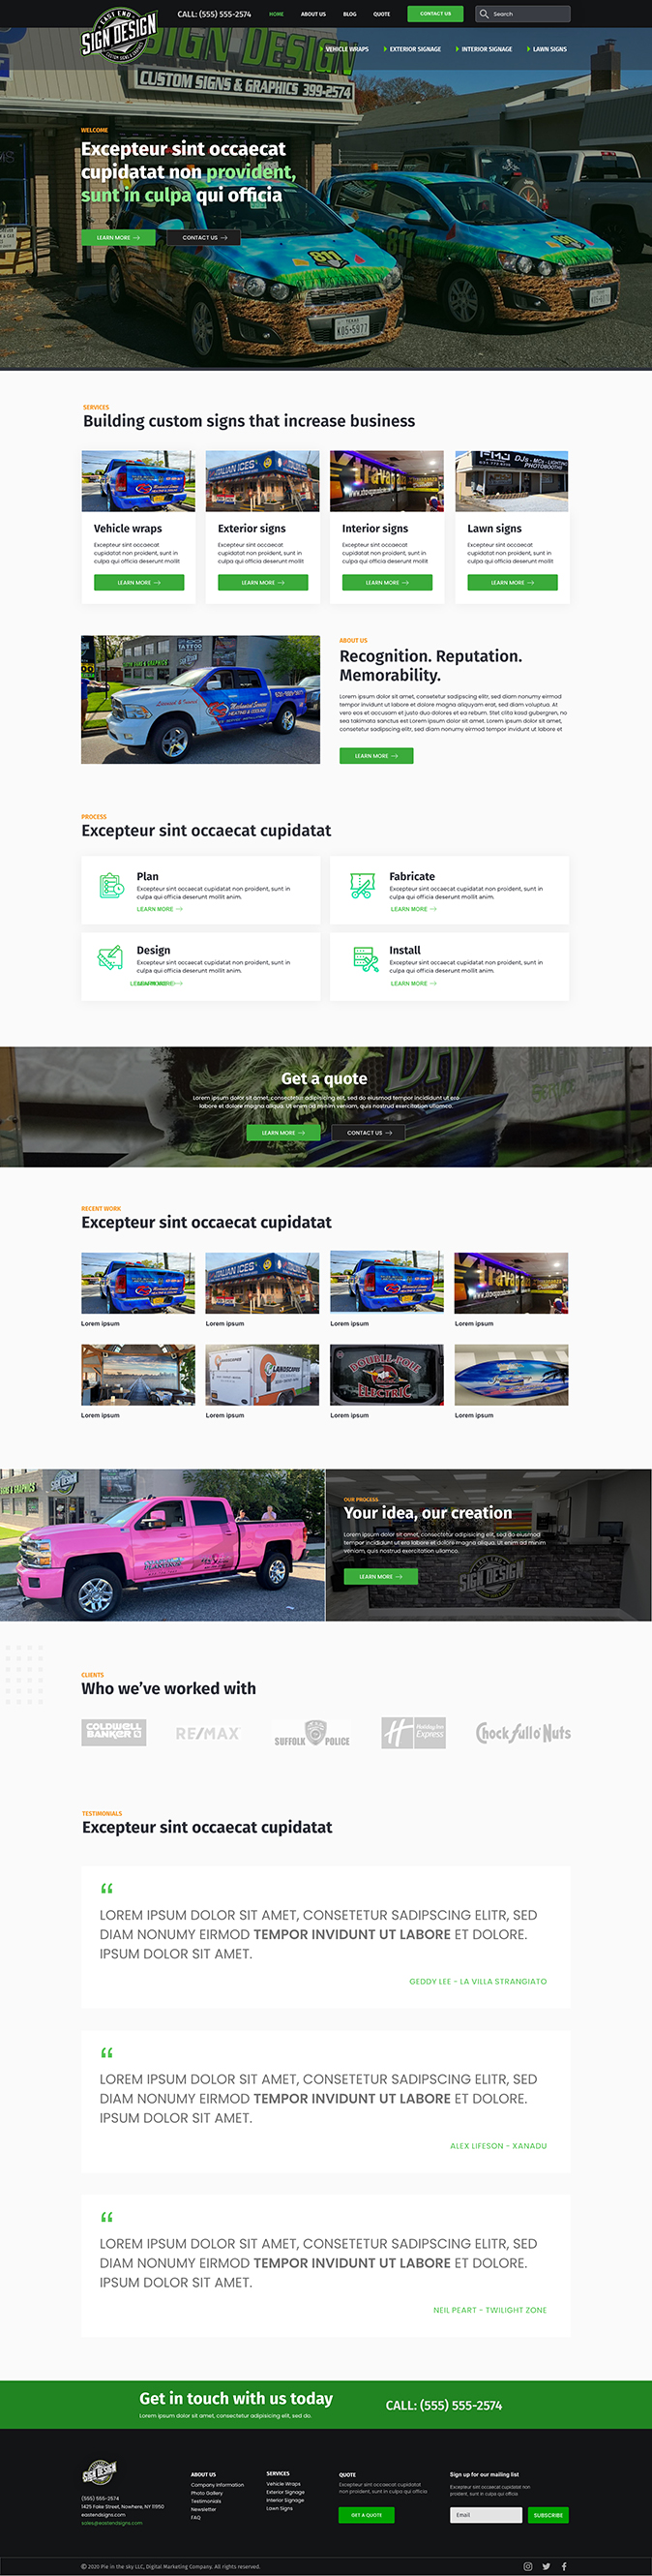 EAST END
SIGN DESIGN
CUSTOM SIGNS &
CALL: (555) 555-2574
HOME
ABOUT US
BLOG
QUOTE
CONTACT US
Search
VEHICLE WRAPS
EXTERIOR SIGNAGE
INTERIOR SIGNAGE
LAWN SIGNS
SIGN DESIGN
CUSTOM SIGNS & GRAPHICS 399-2574
WELCOME
Excepteur sint occaecat
cupidatat non provident,
sunt in culpa qui officia
LEARN MORE
CONTACT US
811
811
TEXAS
K05*5977
SERVICES
Building custom signs that increase business
ITALIAN ICES
Xtrava
PMJ DJs - MCs - LIGHTING
PHOTOBOOTHS
Vehicle wraps
Excepteur sint occaecat
cupidatat non proident, sunt in
culpa qui officia deserunt mollit
LEARN MORE
Exterior signs
Excepteur sint occaecat
cupidatat non proident, sunt in
culpa qui officia deserunt mollit
LEARN MORE
Interior signs
Excepteur sint occaecat
cupidatat non proident, sunt in
culpa qui officia deserunt mollit
LEARN MORE
Lawn signs
Excepteur sint occaecat
cupidatat non proident, sunt in
culpa qui officia deserunt mollit
LEARN MORE
TATTOO
ABOUT US
Recognition. Reputation.
Memorability.
Lorem ipsum dolor sit amet, consetetur sadipscing elitr, sed diam nonumy eirmod
tempor invidunt ut labore et dolore magna aliquyam erat, sed diam voluptua. At
vero eos et accusam et justo duo dolores et ea rebum. Stet clita kasd gubergren, no
sea takimata sanctus est Lorem ipsum dolor sit amet. Lorem ipsum dolor sit amet,
consetetur sadipscing elitr, sed diam nonumy eirmod tempor invidunt ut labore et
LEARN MORE
PROCESS
Excepteur sint occaecat cupidatat
Plan
Excepteur sint occaecat cupidatat non proident, sunt in
culpa qui officia deserunt mollit anim.
LEARN MORE
Fabricate
Excepteur sint occaecat cupidatat non proident, sunt in
culpa qui officia deserunt mollit anim.
LEARN MORE
Design
Excepteur sint occaecat cupidatat non proident, sunt in
culpa qui officia deserunt mollit anim.
LEARN MORE
Install
Excepteur sint occaecat cupidatat non proident, sunt in
culpa qui officia deserunt mollit anim.
LEARN MORE
Get a quote
Lorem ipsum dolor sit amet, consectetur adipisicing elit, sed do eiusmod tempor incididunt ut era
labore et dolore magna aliqua. Ut enim ad minim veniam, quis nostrud exercitation ullamco.
LEARN MORE
CONTACT US
RECENT WORK
Excepteur sint occaecat cupidatat
ITALIAN ICES
Xtrava
Lorem ipsum
Lorem ipsum
Lorem ipsum
Lorem ipsum
LANDSCAPES
DOUBLE POLE
ELECTRIC
Lorem ipsum
Lorem ipsum
Lorem ipsum
Lorem ipsum
SIGN DESIGN
OUR PROCESS
Your idea, our creation
Lorem ipsum dolor sit amet, consectetur adipisicing elit, sed do eiusmod
tempor incididunt ut labore et dolore magna aliqua. Ut enim ad minim
veniam, quis nostrud exercitation ullamco.
LEARN MORE
SIGN DESIGN
CLIENTS
Who we've worked with
COLDWELL
BANKER
RE/MAX
SUFFOLK POLICE
Holiday Inn
Express
Chock full o' Nuts
TESTIMONIALS
Excepteur sint occaecat cupidatat
LOREM IPSUM DOLOR SIT AMET, CONSETETUR SADIPSCING ELITR, SED
DIAM NONUMY EIRMOD TEMPOR INVIDUNT UT LABORE ET DOLORE.
IPSUM DOLOR SIT AMET.
GEDDY LEE - LA VILLA STRANGIATO
LOREM IPSUM DOLOR SIT AMET, CONSETETUR SADIPSCING ELITR, SED
DIAM NONUMY EIRMOD TEMPOR INVIDUNT UT LABORE ET DOLORE.
IPSUM DOLOR SIT AMET.
ALEX LIFESON - XANADU
LOREM IPSUM DOLOR SIT AMET, CONSETETUR SADIPSCING ELITR, SED
DIAM NONUMY EIRMOD TEMPOR INVIDUNT UT LABORE ET DOLORE.
IPSUM DOLOR SIT AMET.
NEIL PEART - TWILIGHT ZONE
Get in touch with us today
Lorem ipsum dolor sit amet, consectetur adipisicing elit, sed do.
CALL: (555) 555-2574
SIGN DESIGN
(555) 555-2574
1425 Fake Street, Nowhere, NY 11950
eastendsigns.com
sales@eastendsigns.com
ABOUT US
Company Information
Photo Gallery
Testimonials
Newsletter
FAQ
SERVICES
Vehicle Wraps
Exterior Signage
Interior Signage
Lawn Signs
QUOTE
Excepteur sint occaecat cupidatat
non proident, sunt in culpa qui officia
GET A QUOTE
Sign up for our mailing list
Excepteur sint occaecat cupidatat non
proident, sunt in culpa qui officia
Email
SUBSCRIBE
© 2020 Pie in the sky LLC, Digital Marketing Company. All rights reserved.